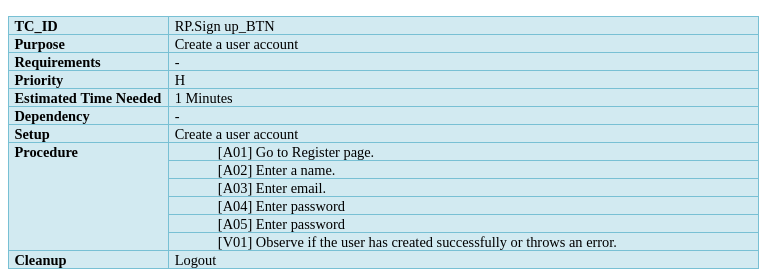 TC_ID RP.Sign up_BTN
Purpose Create a user account
Requirements -
Priority H
Estimated Time Needed 1 Minutes
Dependency -
Setup Create a user account
Procedure [A01] Go to Register page.
[A02] Enter a name.
[A03] Enter email.
[A04] Enter password
[A05] Enter password
[V01] Observe if the user has created successfully or throws an error.
Cleanup Logout